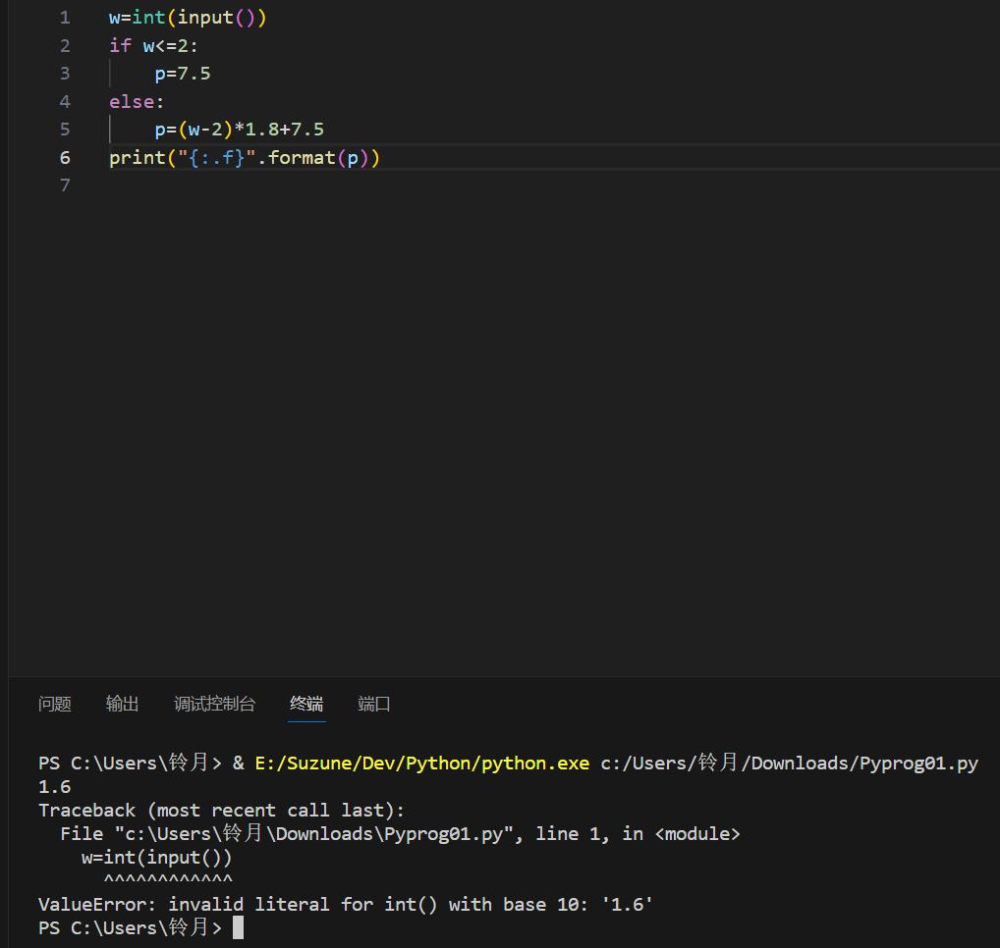 1 w=int(input())
2 if w<=2:
3     p=7.5
4 else:
5     p=(w-2)*1.8+7.5
6 print("{:.f}".format(p))
7
问题 输出 调试控制台 终端 端口
PS C:\Users\铃月> & E:/Suzune/Dev/Python/python.exe c:/Users/铃月/Downloads/Pyprog01.py
1.6
Traceback (most recent call last):
  File "c:\Users\铃月\Downloads\Pyprog01.py", line 1, in <module>
    w=int(input())
      ^^^^^^^^^^^^
ValueError: invalid literal for int() with base 10: '1.6'
PS C:\Users\铃月>